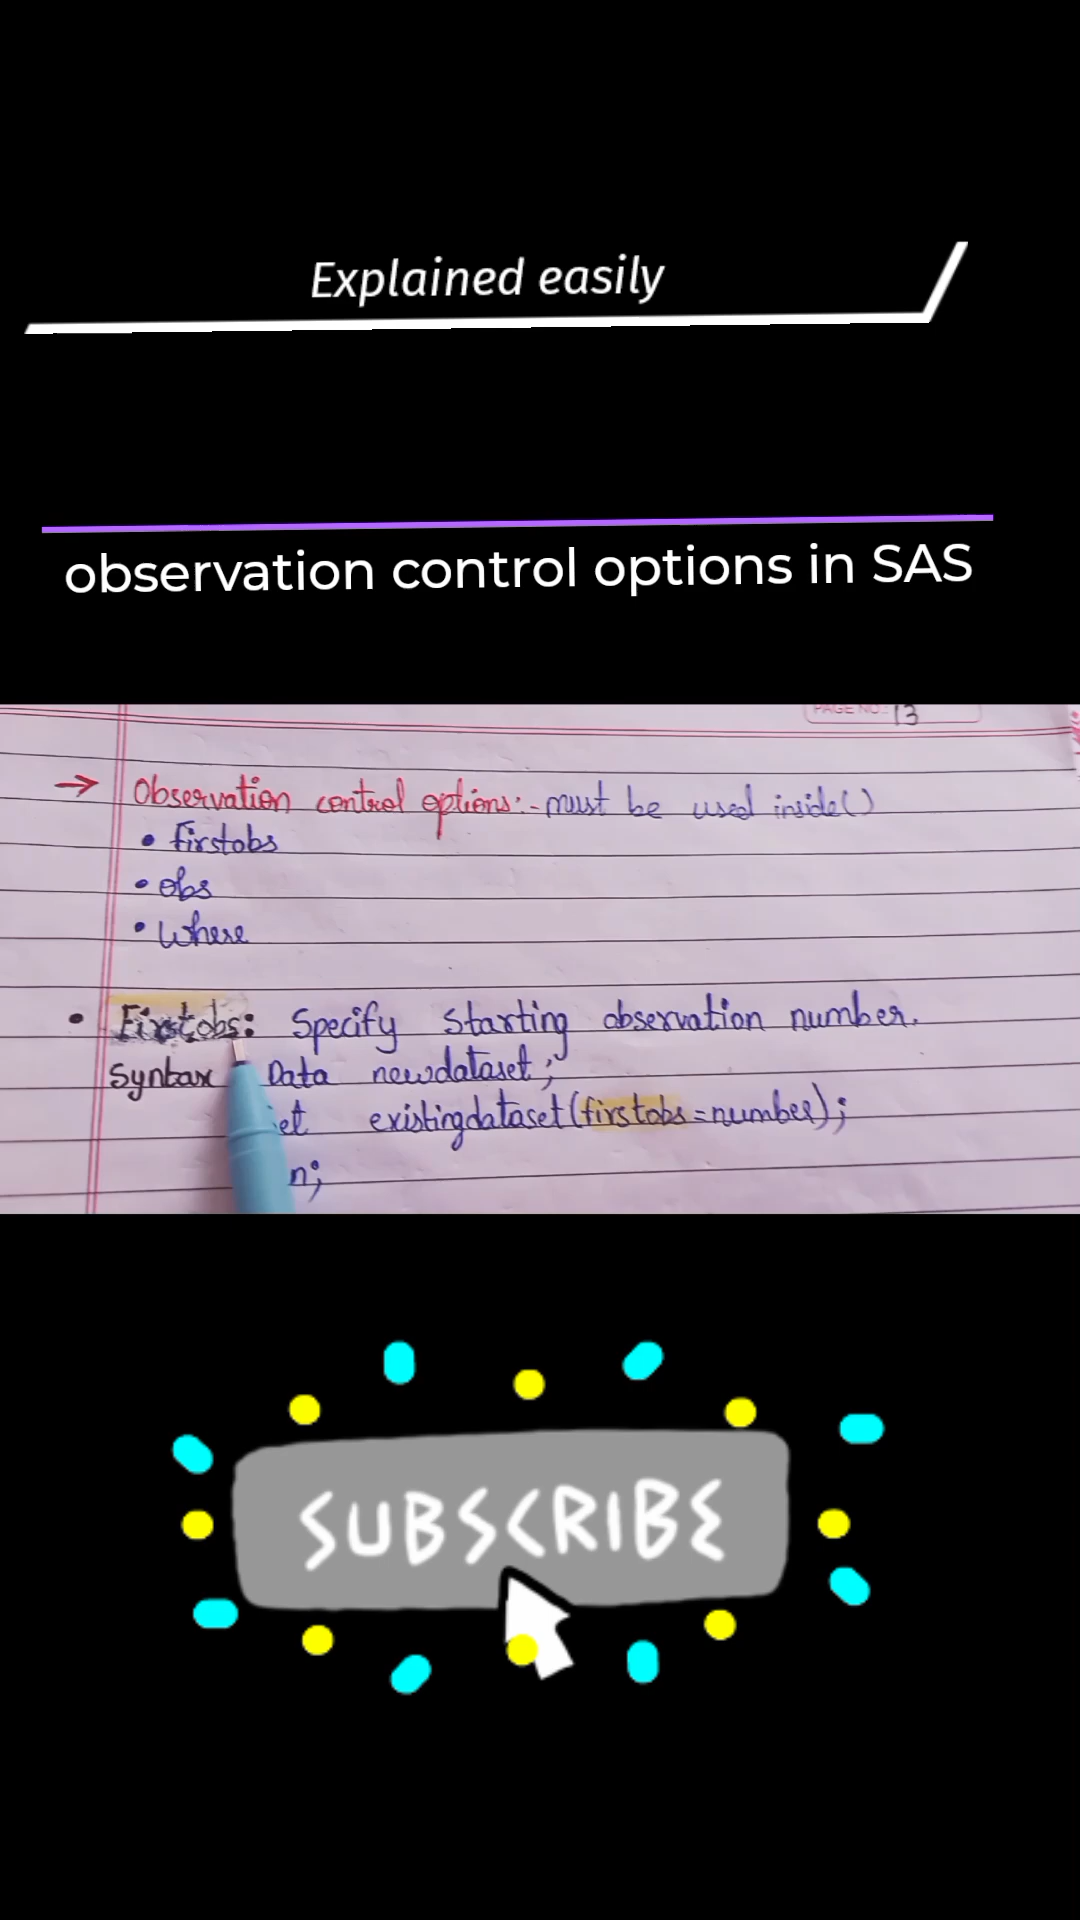 Explained easily
observation control options in SAS
PAGE NO.: 13
→ Observation control options:- must be used inside()
• firstobs
• obs
• Where
• Firstobs: Specify starting observation number.
Syntax Data newdataset;
et existingdataset(firstobs=number);
n;
SUBSCRIBE